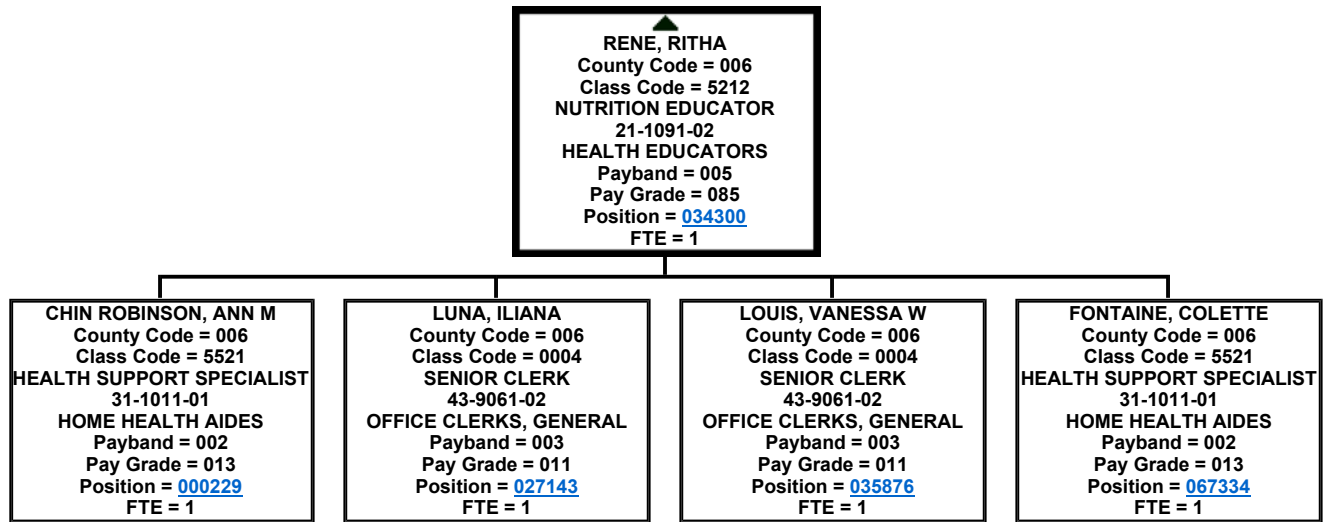 RENE, RITHA
County Code = 006
Class Code = 5212
NUTRITION EDUCATOR
21-1091-02
HEALTH EDUCATORS
Payband = 005
Pay Grade = 085
Position = 034300
FTE = 1
CHIN ROBINSON, ANN M
County Code = 006
Class Code = 5521
HEALTH SUPPORT SPECIALIST
31-1011-01
HOME HEALTH AIDES
Payband = 002
Pay Grade = 013
Position = 000229
FTE = 1
LUNA, ILIANA
County Code = 006
Class Code = 0004
SENIOR CLERK
43-9061-02
OFFICE CLERKS, GENERAL
Payband = 003
Pay Grade = 011
Position = 027143
FTE = 1
LOUIS, VANESSA W
County Code = 006
Class Code = 0004
SENIOR CLERK
43-9061-02
OFFICE CLERKS, GENERAL
Payband = 003
Pay Grade = 011
Position = 035876
FTE = 1
FONTAINE, COLETTE
County Code = 006
Class Code = 5521
HEALTH SUPPORT SPECIALIST
31-1011-01
HOME HEALTH AIDES
Payband = 002
Pay Grade = 013
Position = 067334
FTE = 1